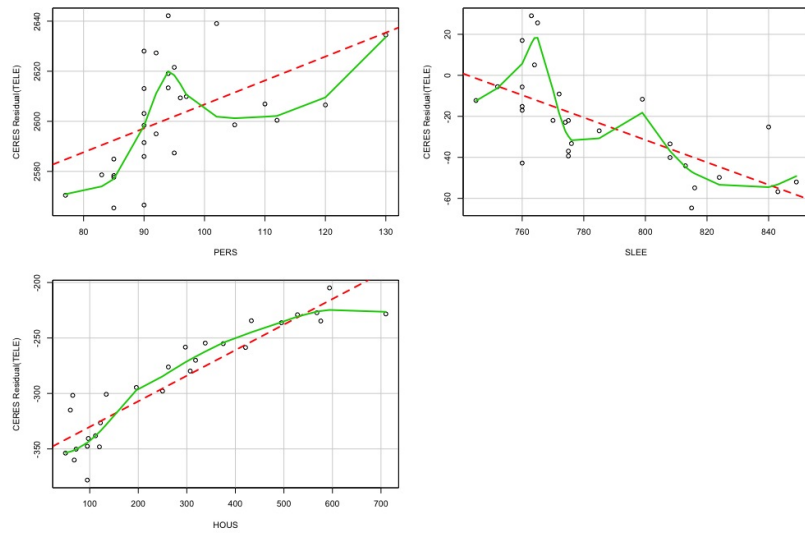 CERES Residual(TELE)
2640
2620
2600
2580
80 90 100 110 120 130
PERS
CERES Residual(TELE)
20
0
-20
-40
-60
760 780 800 820 840
SLEE
CERES Residual(TELE)
-200
-250
-300
-350
100 200 300 400 500 600 700
HOUS